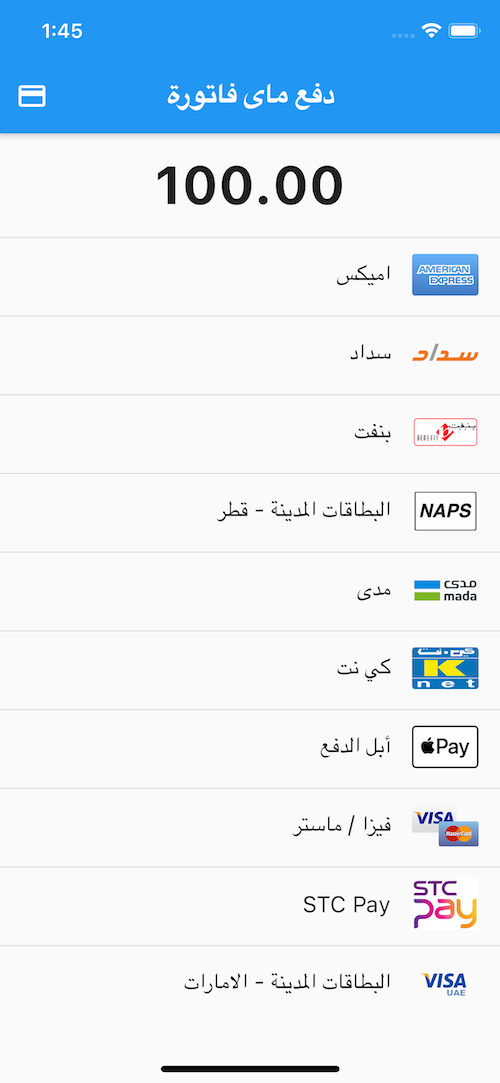 1:45
دفع ماى فاتورة
100.00
اميكس
AMERICAN
EXPRESS
سداد
سداد
بنفت
بنفيت
BENEFIT
البطاقات المدينة - قطر
NAPS
مدى
مدى
mada
كي نت
كي نت
K
net
أبل الدفع
Pay
فيزا / ماستر
VISA
MasterCard
STC Pay
STC
pay
البطاقات المدينة - الامارات
VISA
UAE